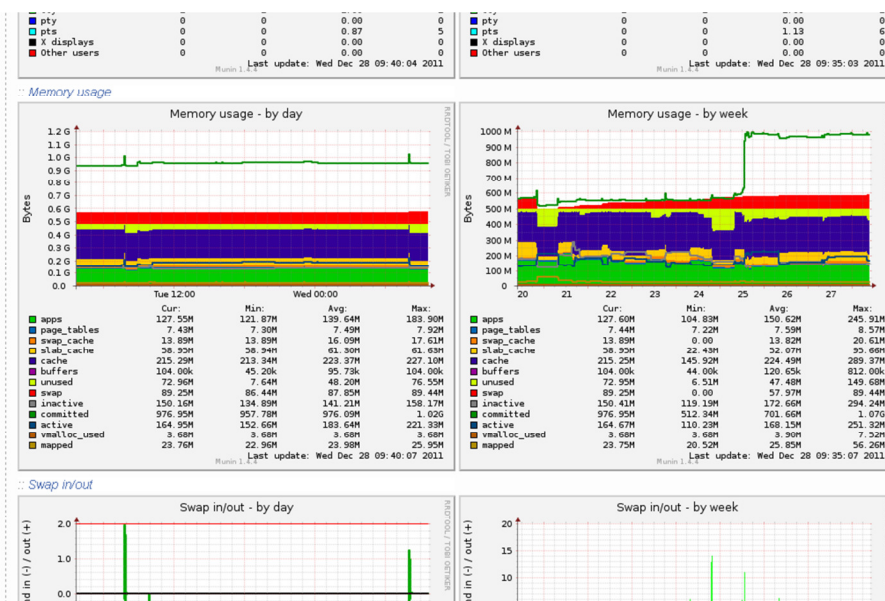 pty 0 0 0.00 0
pts 0 0 0.87 5
X displays 0 0 0.00 0
Other users 0 0 0.00 0
Last update: Wed Dec 28 09:40:04 2011
Munin 1.4.4
pty 0 0 0.00
pts 0 0 1.13 6
X displays 0 0 0.00
Other users 0 0 0.00
Last update: Wed Dec 28 09:35:03 2011
Munin 1.4.4
:: Memory usage
Memory usage - by day
RRDTOOL / TOBI OETIKER
Bytes
1.2 G
1.1 G
1.0 G
0.9 G
0.8 G
0.7 G
0.6 G
0.5 G
0.4 G
0.3 G
0.2 G
0.1 G
0.0
Tue 12:00 Wed 00:00
Cur: Min: Avg: Max:
apps 127.55M 121.87M 139.64M 183.90M
page_tables 7.43M 7.30M 7.49M 7.92M
swap_cache 13.89M 13.89M 16.09M 17.61M
slab_cache 58.95M 58.94M 61.30M 61.63M
cache 215.29M 213.34M 223.37M 227.10M
buffers 104.00k 45.20k 95.73k 104.00k
unused 72.96M 7.64M 48.20M 76.55M
swap 89.25M 86.44M 87.85M 89.44M
inactive 150.16M 134.89M 141.21M 158.17M
committed 976.95M 957.78M 976.09M 1.02G
active 164.95M 152.66M 183.64M 221.33M
vmalloc_used 3.68M 3.68M 3.68M 3.68M
mapped 23.76M 22.96M 23.98M 25.95M
Last update: Wed Dec 28 09:40:07 2011
Munin 1.4.4
Memory usage - by week
Bytes
1000 M
900 M
800 M
700 M
600 M
500 M
400 M
300 M
200 M
100 M
0
20 21 22 23 24 25 26 27
Cur: Min: Avg: Max:
apps 127.60M 104.83M 150.62M 245.91M
page_tables 7.44M 7.22M 7.59M 8.57M
swap_cache 13.89M 0.00 13.82M 20.61M
slab_cache 58.95M 22.43M 52.07M 95.66M
cache 215.25M 145.92M 224.49M 289.37M
buffers 104.00k 44.00k 120.65k 812.00k
unused 72.95M 6.51M 47.48M 149.68M
swap 89.25M 0.00 57.97M 89.44M
inactive 150.41M 119.19M 172.66M 294.24M
committed 976.95M 512.34M 701.66M 1.07G
active 164.67M 110.23M 168.15M 251.32M
vmalloc_used 3.68M 3.68M 3.90M 7.52M
mapped 23.75M 20.52M 25.85M 56.26M
Last update: Wed Dec 28 09:35:07 2011
Munin 1.4.4
:: Swap in/out
Swap in/out - by day
RRDTOOL / TOBI OETIKER
in (-) / out (+)
2.0
1.0
0.0
Swap in/out - by week
in (-) / out (+)
20
15
10